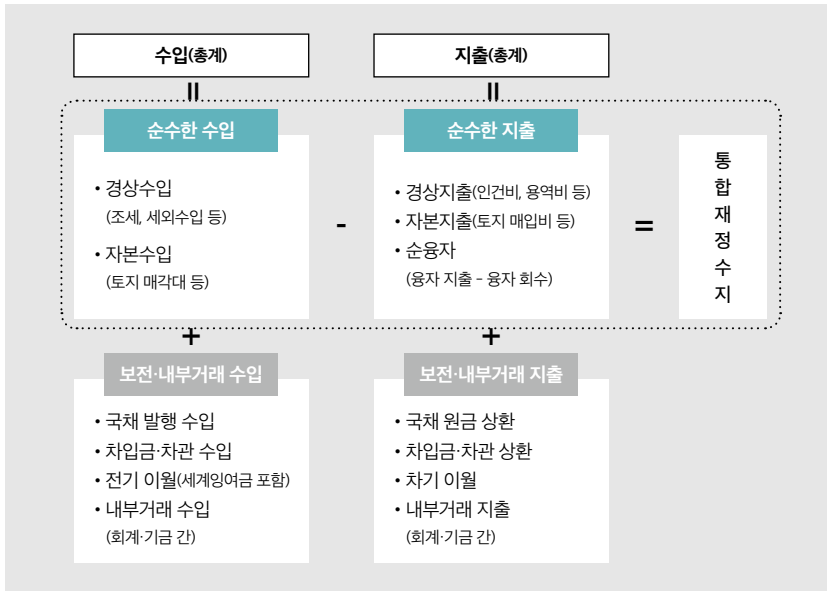 수입(총계)
지출(총계)
=
=
순수한 수입
• 경상수입
(조세, 세외수입 등)
• 자본수입
(토지 매각대 등)
-
순수한 지출
• 경상지출(인건비, 용역비 등)
• 자본지출(토지 매입비 등)
• 순융자
(융자 지출 – 융자 회수)
=
통
합
재
정
수
지
+
+
보전·내부거래 수입
• 국채 발행 수입
• 차입금·차관 수입
• 전기 이월(세계잉여금 포함)
• 내부거래 수입
(회계·기금 간)
보전·내부거래 지출
• 국채 원금 상환
• 차입금·차관 상환
• 차기 이월
• 내부거래 지출
(회계·기금 간)